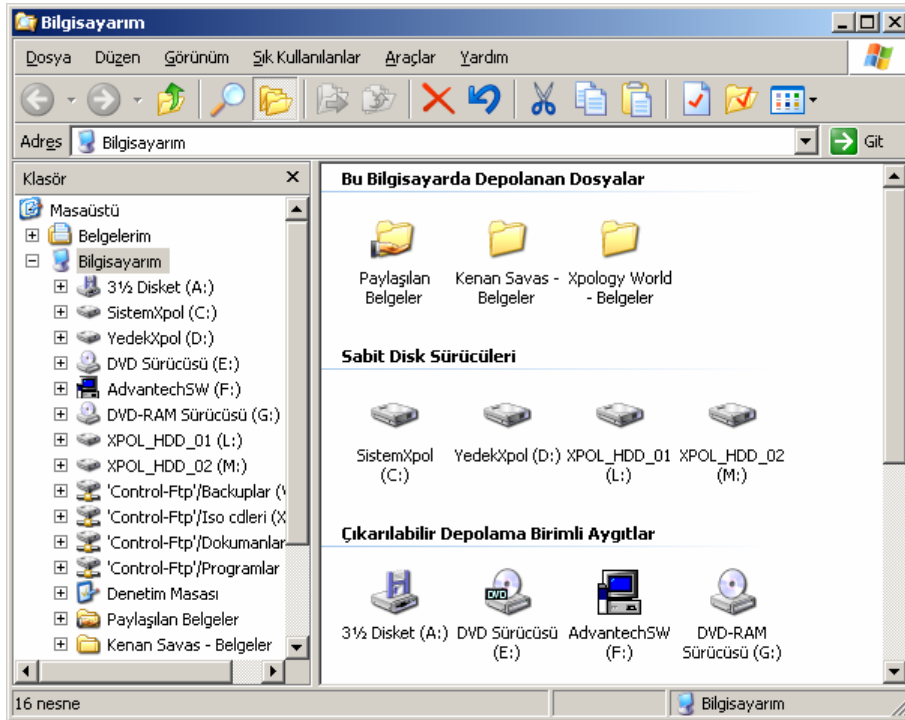 Bilgisayarım
Dosya Düzen Görünüm Sık Kullanılanlar Araçlar Yardım
Adres Bilgisayarım Git
Klasör
Masaüstü
Belgelerim
Bilgisayarım
3½ Disket (A:)
SistemXpol (C:)
YedekXpol (D:)
DVD Sürücüsü (E:)
AdvantechSW (F:)
DVD-RAM Sürücüsü (G:)
XPOL_HDD_01 (L:)
XPOL_HDD_02 (M:)
'Control-Ftp'/Backuplar (
'Control-Ftp'/Iso cdleri (X
'Control-Ftp'/Dokumanlar
'Control-Ftp'/Programlar
Denetim Masası
Paylaşılan Belgeler
Kenan Savas - Belgeler
Bu Bilgisayarda Depolanan Dosyalar
Paylaşılan Kenan Savas - Xpology World
Belgeler Belgeler - Belgeler
Sabit Disk Sürücüleri
SistemXpol YedekXpol (D:) XPOL_HDD_01 XPOL_HDD_02
(C:) (L:) (M:)
Çıkarılabilir Depolama Birimli Aygıtlar
DVD
3½ Disket (A:) DVD Sürücüsü AdvantechSW DVD-RAM
(E:) (F:) Sürücüsü (G:)
16 nesne Bilgisayarım